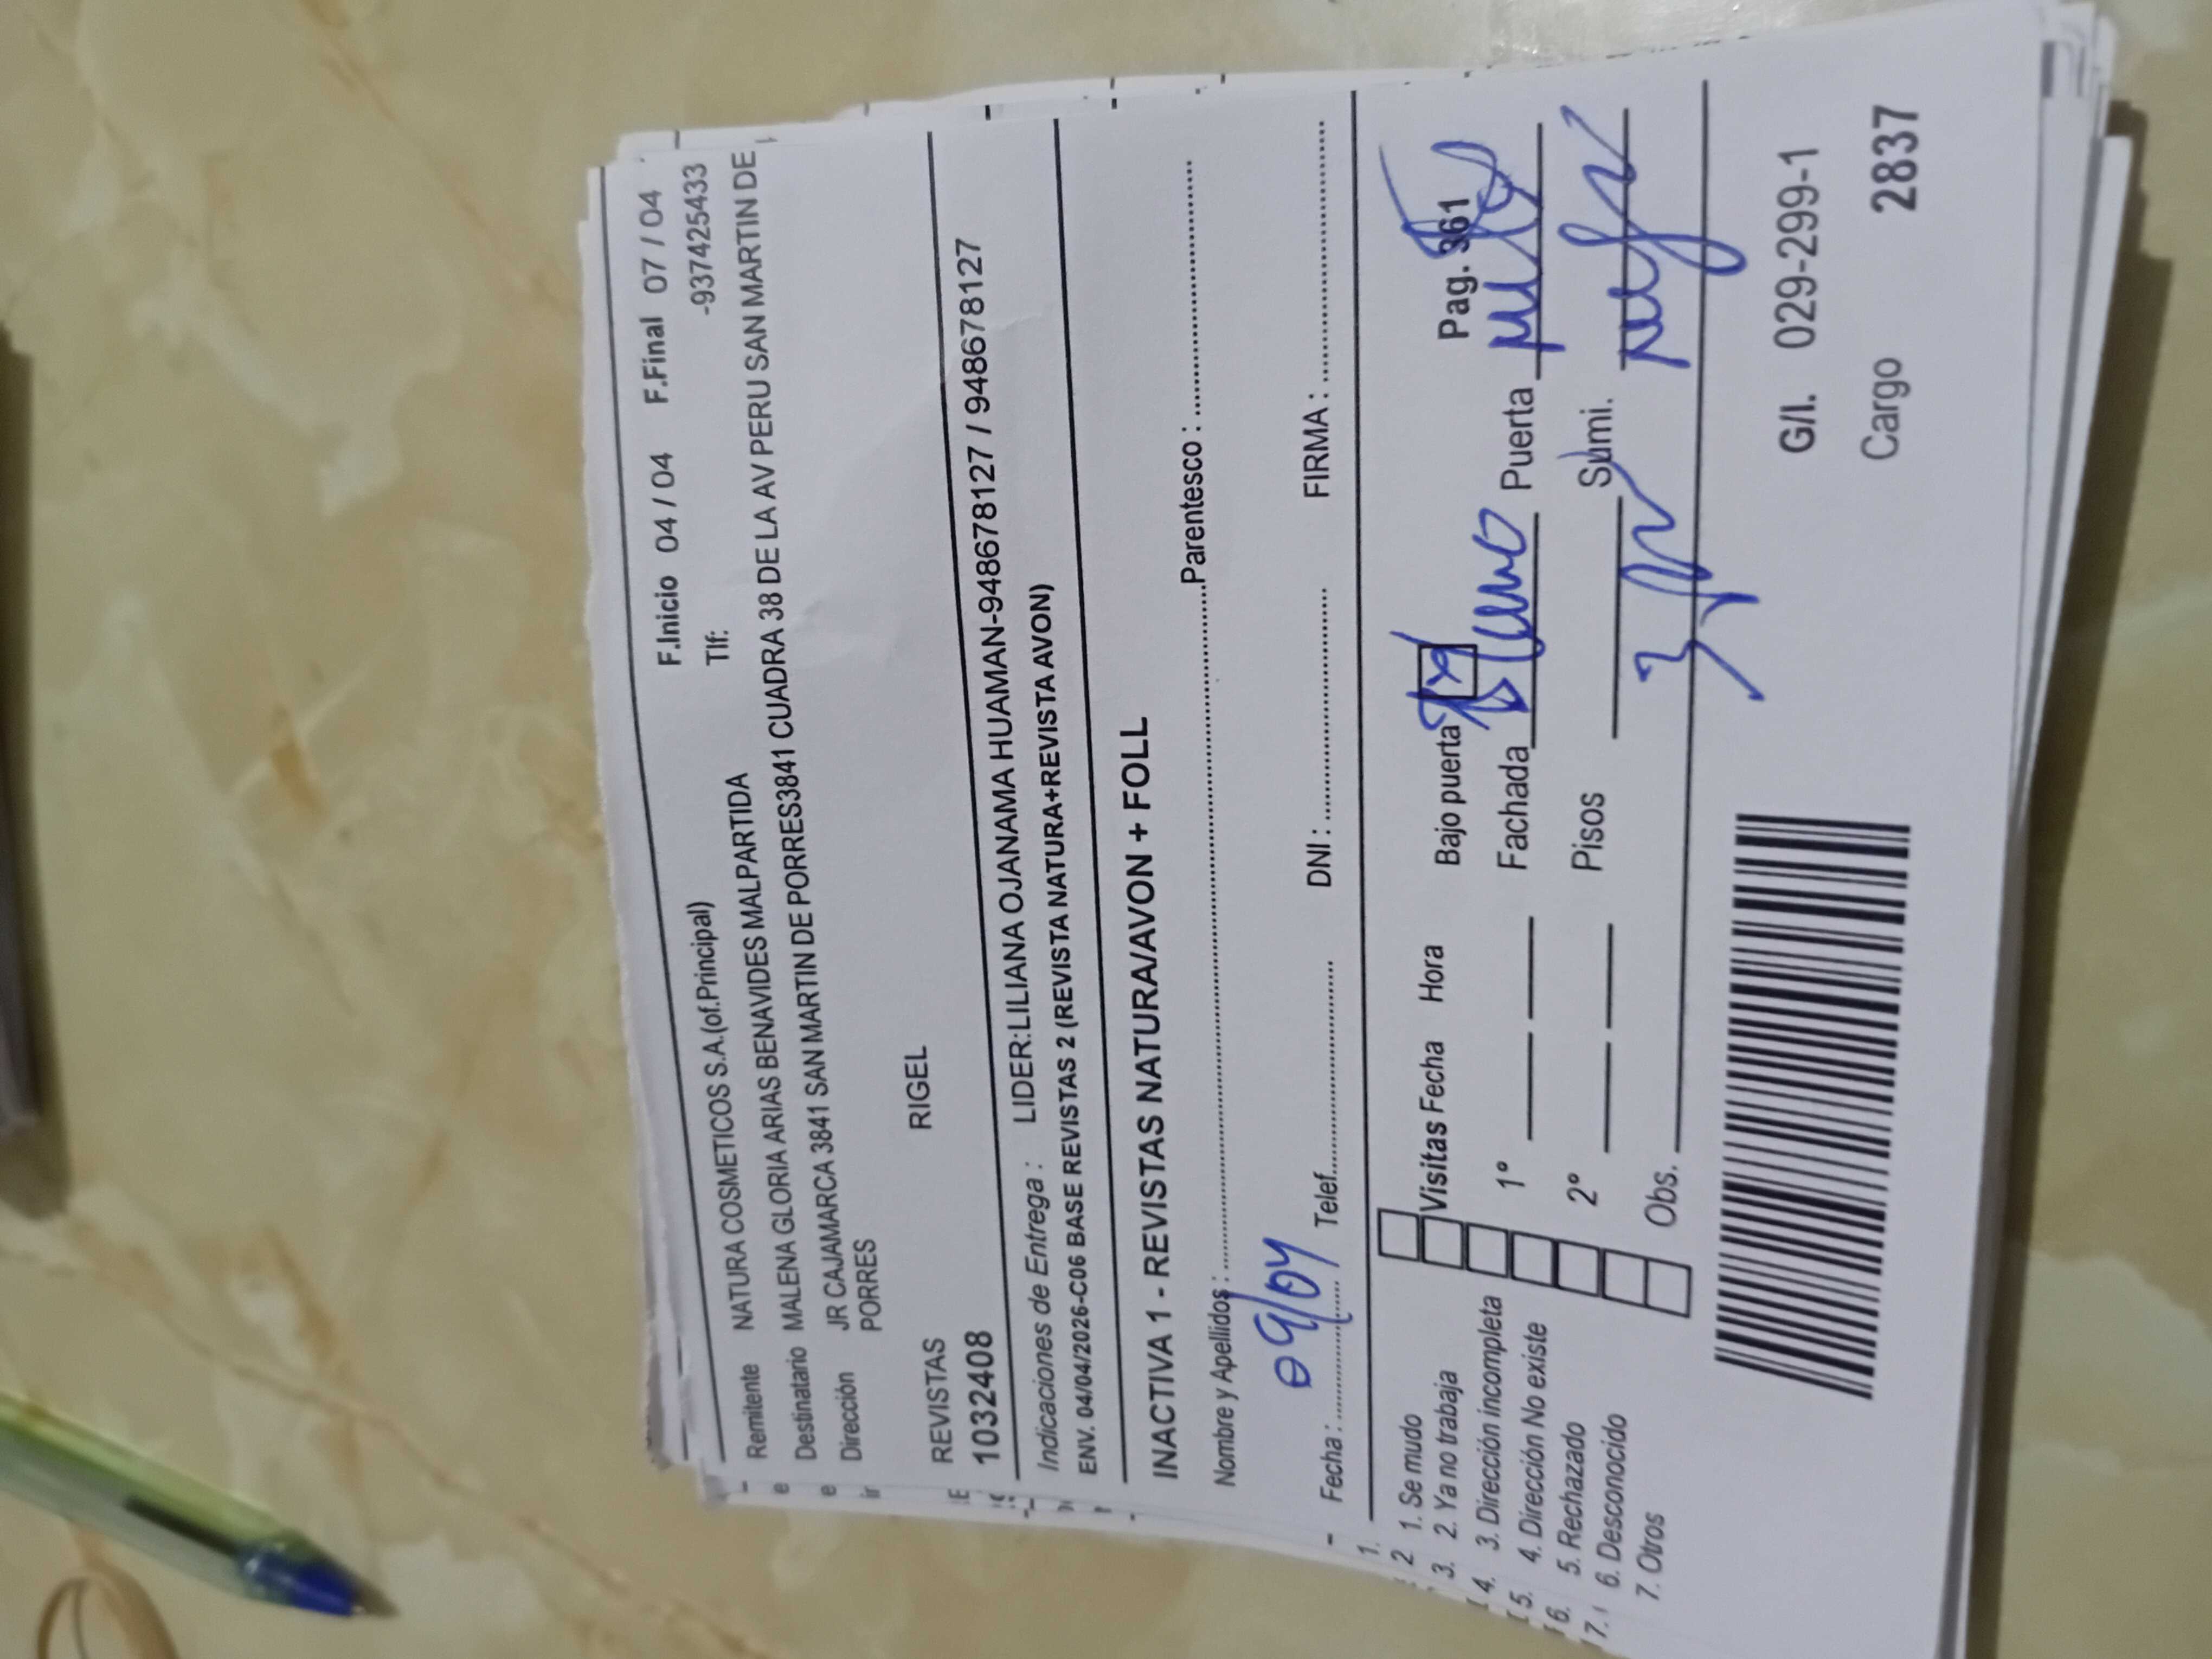 F.Inicio 04 / 04 F.Final 07 / 04
Remitente NATURA COSMETICOS S.A.(of.Principal) Tlf: -937425433
Destinatario MALENA GLORIA ARIAS BENAVIDES MALPARTIDA
Dirección JR CAJAMARCA 3841 SAN MARTIN DE PORRES3841 CUADRA 38 DE LA AV PERU SAN MARTIN DE
PORRES
REVISTAS RIGEL
1032408
Indicaciones de Entrega : LIDER:LILIANA OJANAMA HUAMAN-948678127 / 948678127
ENV. 04/04/2026-C06 BASE REVISTAS 2 (REVISTA NATURA+REVISTA AVON)
INACTIVA 1 - REVISTAS NATURA/AVON + FOLL
Nombre y Apellidos : Parentesco :
Fecha : 09/04 Telef. DNI : FIRMA :
1. Se mudo
2. Ya no trabaja
3. Dirección incompleta
4. Dirección No existe
5. Rechazado
6. Desconocido
7. Otros
Visitas Fecha Hora Bajo puerta Pag. 361
1º Fachada Puerta
2º Pisos Sumi.
Obs.
G/I. 029-299-1
Cargo 2837